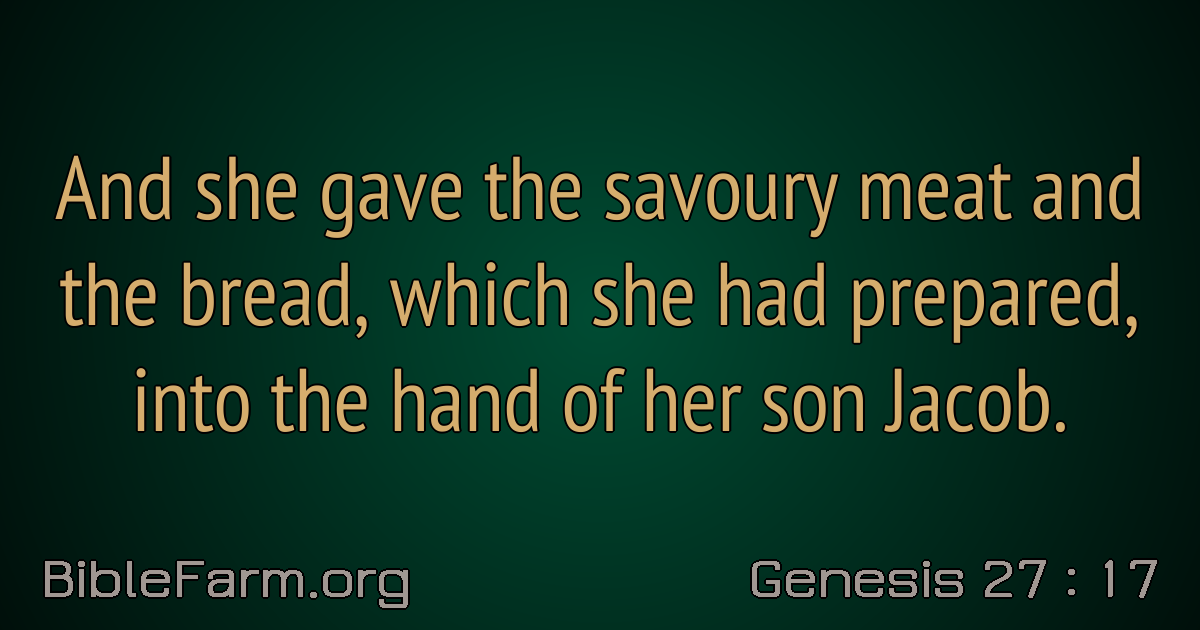 And she gave the savoury meat and
the bread, which she had prepared,
into the hand of her son Jacob.
BibleFarm.org
Genesis 27 : 17